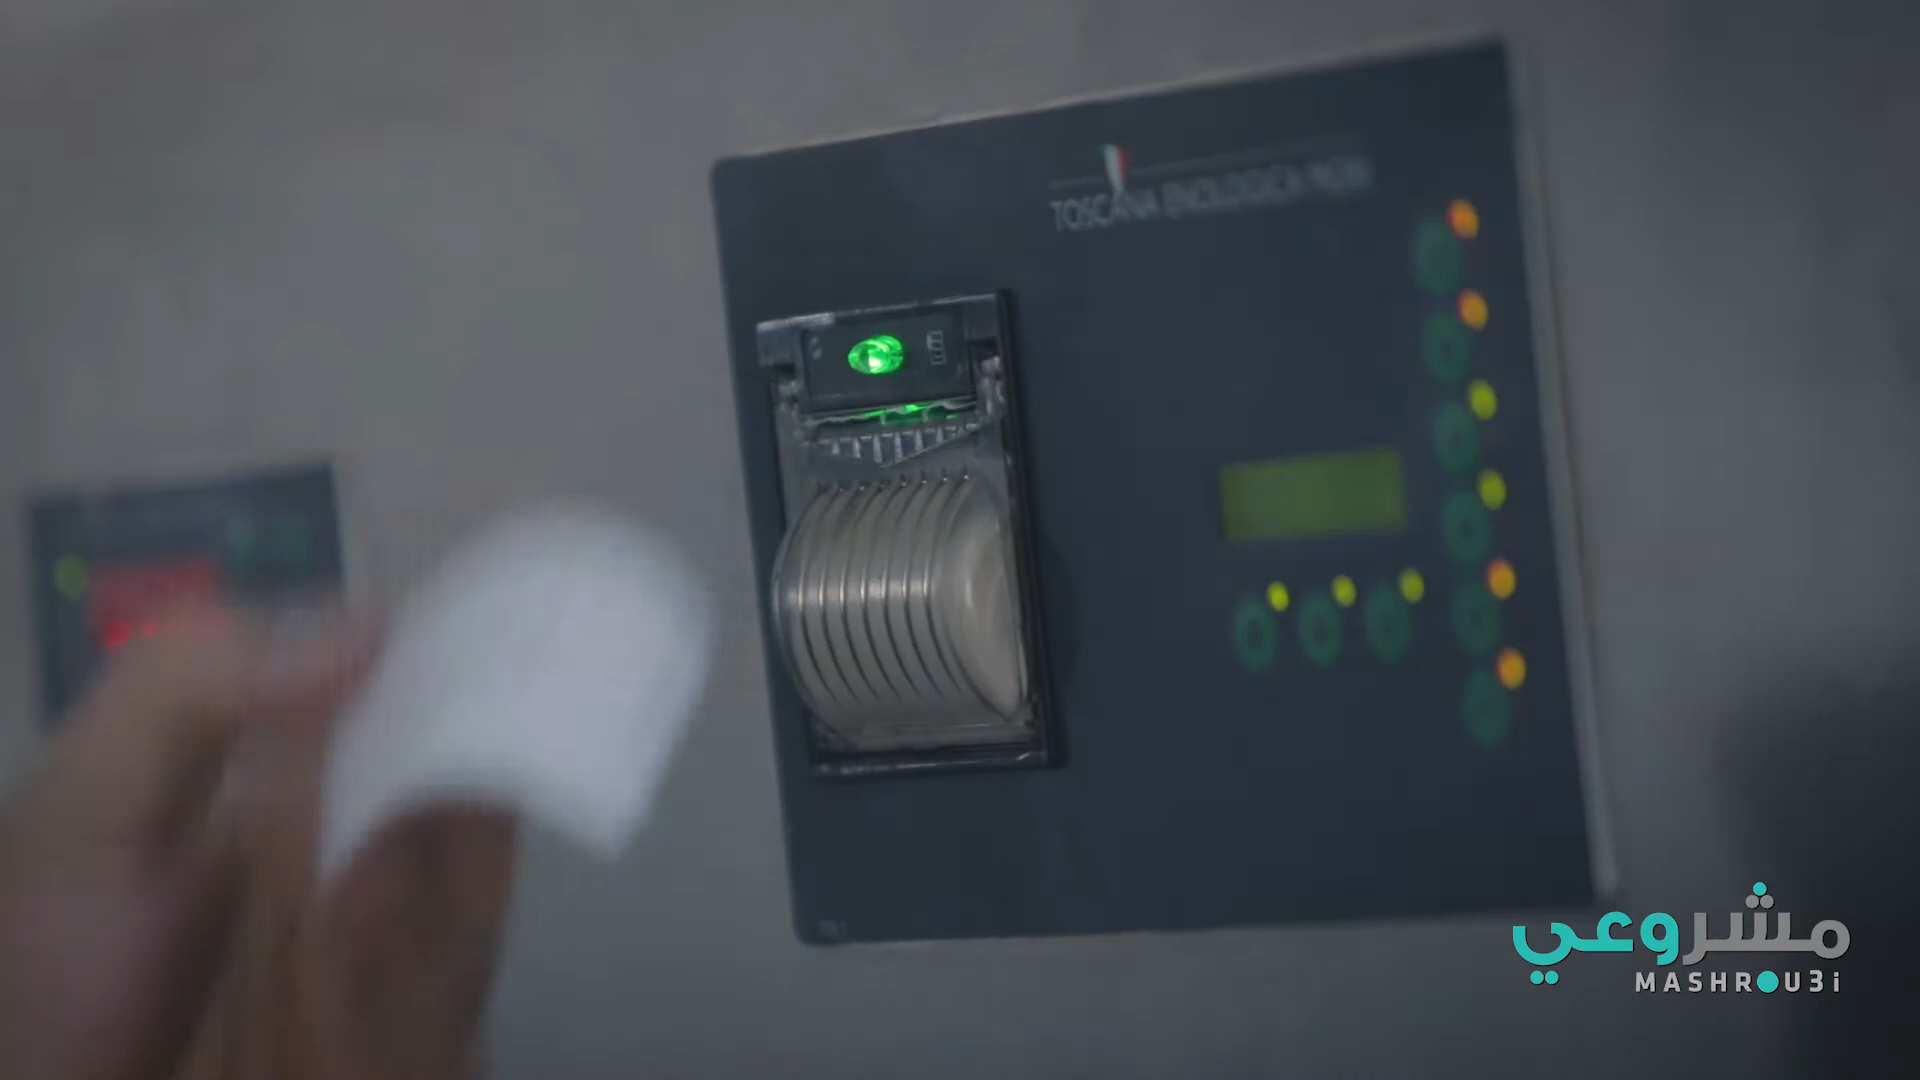 TOSCANA ENOLOGICA MORI
مشروعي
MASHROU3i